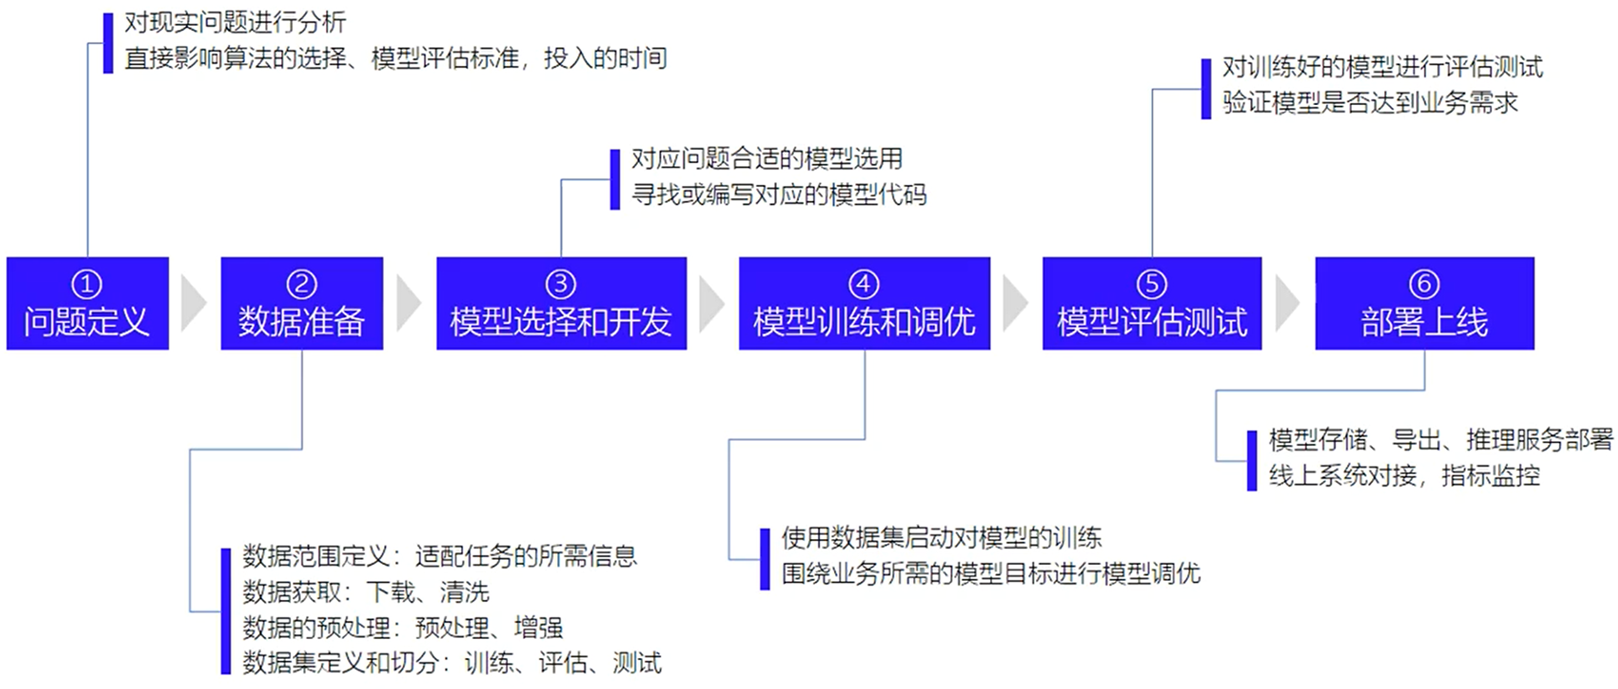 对现实问题进行分析
直接影响算法的选择、模型评估标准，投入的时间
对训练好的模型进行评估测试
验证模型是否达到业务需求
对应问题合适的模型选用
寻找或编写对应的模型代码
①
问题定义
②
数据准备
③
模型选择和开发
④
模型训练和调优
⑤
模型评估测试
⑥
部署上线
模型存储、导出、推理服务部署
线上系统对接，指标监控
使用数据集启动对模型的训练
围绕业务所需的模型目标进行模型调优
数据范围定义：适配任务的所需信息
数据获取：下载、清洗
数据的预处理：预处理、增强
数据集定义和切分：训练、评估、测试